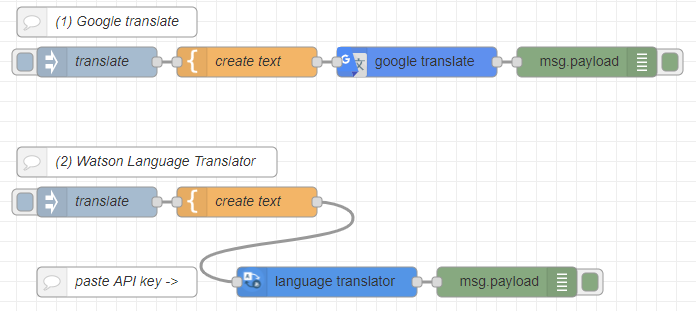 (1) Google translate
translate
create text
google translate
msg.payload
(2) Watson Language Translator
translate
create text
paste API key ->
language translator
msg.payload